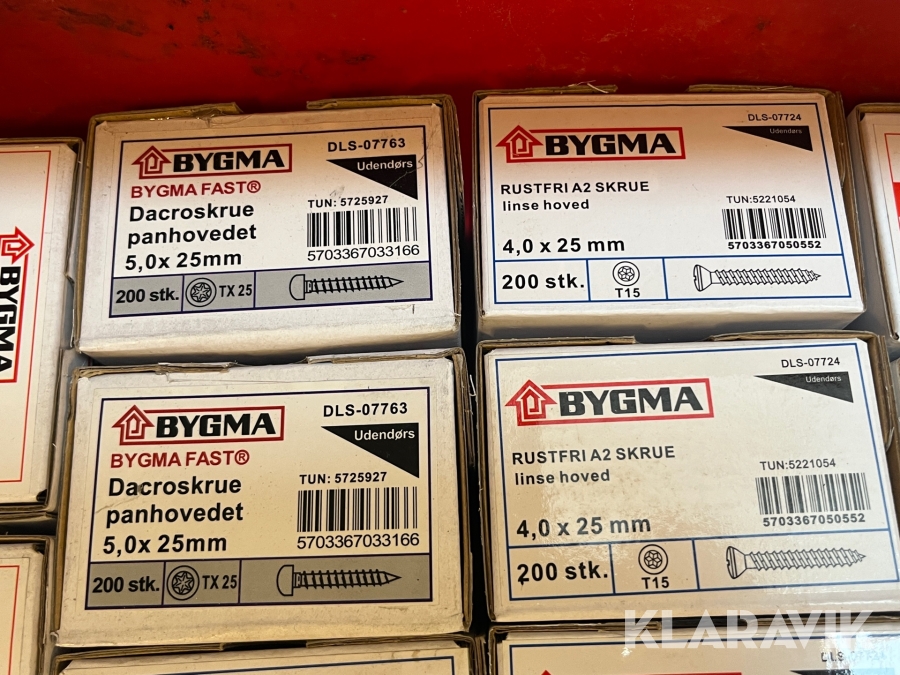 BYGMA
DLS-07763
Udendørs
BYGMA FAST®
Dacroskrue
panhovedet
5,0x 25mm
TUN: 5725927
5703367033166
200 stk.
TX 25
BYGMA
DLS-07724
Udendørs
RUSTFRI A2 SKRUE
linse hoved
4,0 x 25 mm
TUN:5221054
5703367050552
200 stk.
T15
BYGMA
BYGMA
DLS-07763
Udendørs
BYGMA FAST®
Dacroskrue
panhovedet
5,0x 25mm
TUN: 5725927
5703367033166
200 stk.
TX 25
BYGMA
DLS-07724
Udendørs
RUSTFRI A2 SKRUE
linse hoved
4,0 x 25 mm
TUN:5221054
5703367050552
200 stk.
T15
KLARAVIK
DLS-07724